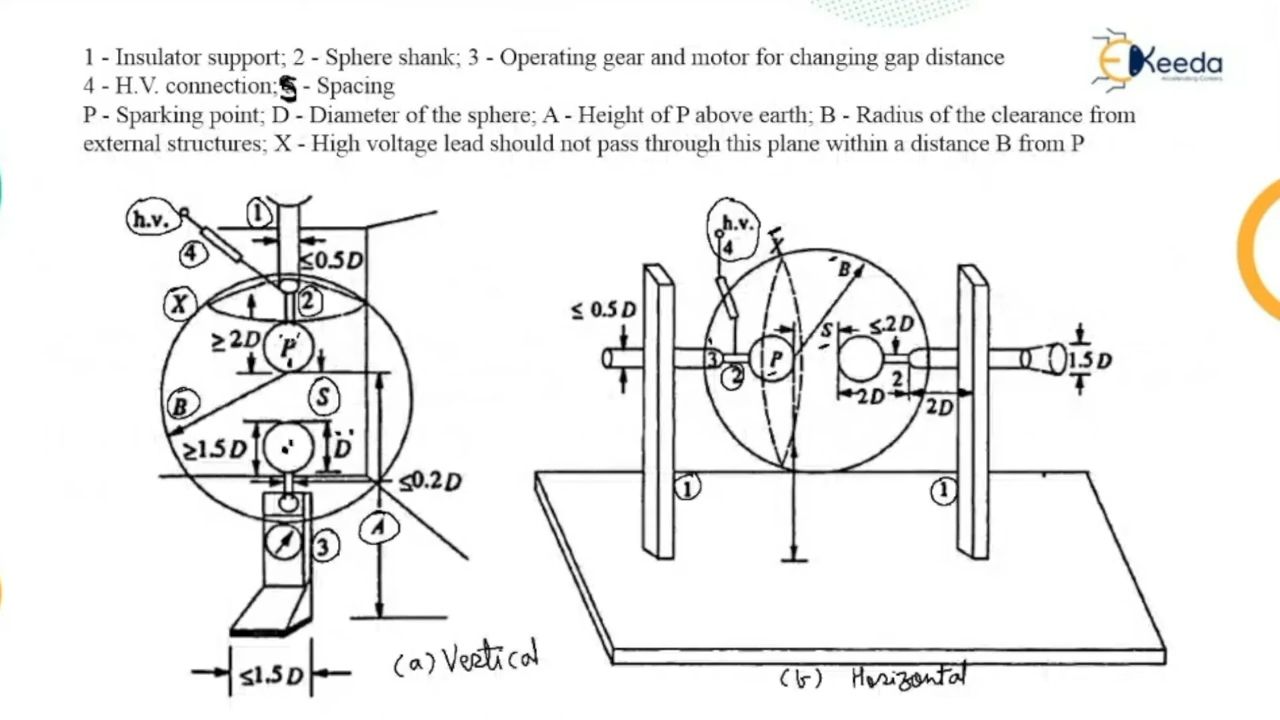 1 - Insulator support; 2 - Sphere shank; 3 - Operating gear and motor for changing gap distance
4 - H.V. connection; S - Spacing
P - Sparking point; D - Diameter of the sphere; A - Height of P above earth; B - Radius of the clearance from
external structures; X - High voltage lead should not pass through this plane within a distance B from P
EKeeda
h.v.
1
4
≤0.5D
X
2
≥2D
P
S
B
≥1.5D
D
≤0.2D
A
3
≤1.5D
(a) Vertical
h.v.
4
X
B
≤ 0.5D
S
≤2D
3
P
2
2
1.5D
2D
2D
1
1
(b) Horizontal